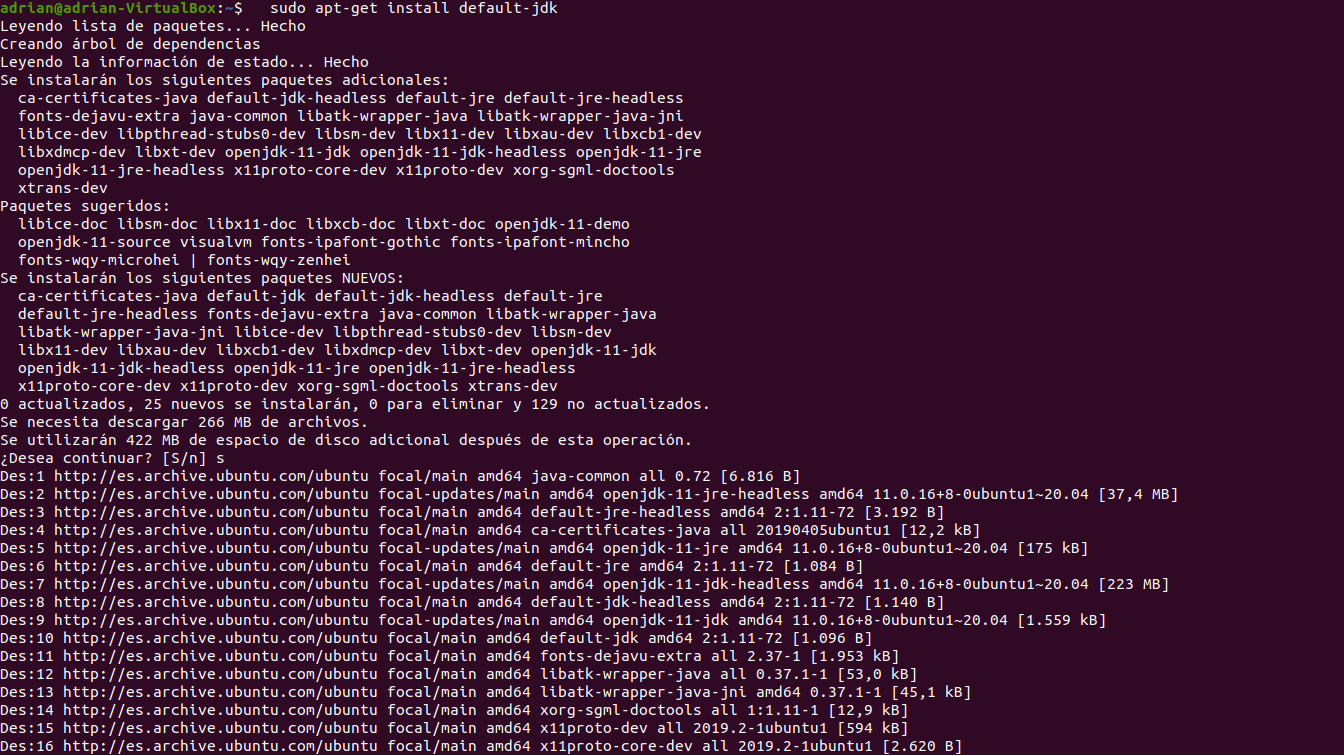 adrian@adrian-VirtualBox:~$   sudo apt-get install default-jdk
Leyendo lista de paquetes... Hecho
Creando árbol de dependencias
Leyendo la información de estado... Hecho
Se instalarán los siguientes paquetes adicionales:
  ca-certificates-java default-jdk-headless default-jre default-jre-headless
  fonts-dejavu-extra java-common libatk-wrapper-java libatk-wrapper-java-jni
  libice-dev libpthread-stubs0-dev libsm-dev libx11-dev libxau-dev libxcb1-dev
  libxdmcp-dev libxt-dev openjdk-11-jdk openjdk-11-jdk-headless openjdk-11-jre
  openjdk-11-jre-headless x11proto-core-dev x11proto-dev xorg-sgml-doctools
  xtrans-dev
Paquetes sugeridos:
  libice-doc libsm-doc libx11-doc libxcb-doc libxt-doc openjdk-11-demo
  openjdk-11-source visualvm fonts-ipafont-gothic fonts-ipafont-mincho
  fonts-wqy-microhei | fonts-wqy-zenhei
Se instalarán los siguientes paquetes NUEVOS:
  ca-certificates-java default-jdk default-jdk-headless default-jre
  default-jre-headless fonts-dejavu-extra java-common libatk-wrapper-java
  libatk-wrapper-java-jni libice-dev libpthread-stubs0-dev libsm-dev
  libx11-dev libxau-dev libxcb1-dev libxdmcp-dev libxt-dev openjdk-11-jdk
  openjdk-11-jdk-headless openjdk-11-jre openjdk-11-jre-headless
  x11proto-core-dev x11proto-dev xorg-sgml-doctools xtrans-dev
0 actualizados, 25 nuevos se instalarán, 0 para eliminar y 129 no actualizados.
Se necesita descargar 266 MB de archivos.
Se utilizarán 422 MB de espacio de disco adicional después de esta operación.
¿Desea continuar? [S/n] s
Des:1 http://es.archive.ubuntu.com/ubuntu focal/main amd64 java-common all 0.72 [6.816 B]
Des:2 http://es.archive.ubuntu.com/ubuntu focal-updates/main amd64 openjdk-11-jre-headless amd64 11.0.16+8-0ubuntu1~20.04 [37,4 MB]
Des:3 http://es.archive.ubuntu.com/ubuntu focal/main amd64 default-jre-headless amd64 2:1.11-72 [3.192 B]
Des:4 http://es.archive.ubuntu.com/ubuntu focal/main amd64 ca-certificates-java all 20190405ubuntu1 [12,2 kB]
Des:5 http://es.archive.ubuntu.com/ubuntu focal-updates/main amd64 openjdk-11-jre amd64 11.0.16+8-0ubuntu1~20.04 [175 kB]
Des:6 http://es.archive.ubuntu.com/ubuntu focal/main amd64 default-jre amd64 2:1.11-72 [1.084 B]
Des:7 http://es.archive.ubuntu.com/ubuntu focal-updates/main amd64 openjdk-11-jdk-headless amd64 11.0.16+8-0ubuntu1~20.04 [223 MB]
Des:8 http://es.archive.ubuntu.com/ubuntu focal/main amd64 default-jdk-headless amd64 2:1.11-72 [1.140 B]
Des:9 http://es.archive.ubuntu.com/ubuntu focal-updates/main amd64 openjdk-11-jdk amd64 11.0.16+8-0ubuntu1~20.04 [1.559 kB]
Des:10 http://es.archive.ubuntu.com/ubuntu focal/main amd64 default-jdk amd64 2:1.11-72 [1.096 B]
Des:11 http://es.archive.ubuntu.com/ubuntu focal/main amd64 fonts-dejavu-extra all 2.37-1 [1.953 kB]
Des:12 http://es.archive.ubuntu.com/ubuntu focal/main amd64 libatk-wrapper-java all 0.37.1-1 [53,0 kB]
Des:13 http://es.archive.ubuntu.com/ubuntu focal/main amd64 libatk-wrapper-java-jni amd64 0.37.1-1 [45,1 kB]
Des:14 http://es.archive.ubuntu.com/ubuntu focal/main amd64 xorg-sgml-doctools all 1:1.11-1 [12,9 kB]
Des:15 http://es.archive.ubuntu.com/ubuntu focal/main amd64 x11proto-dev all 2019.2-1ubuntu1 [594 kB]
Des:16 http://es.archive.ubuntu.com/ubuntu focal/main amd64 x11proto-core-dev all 2019.2-1ubuntu1 [2.620 B]